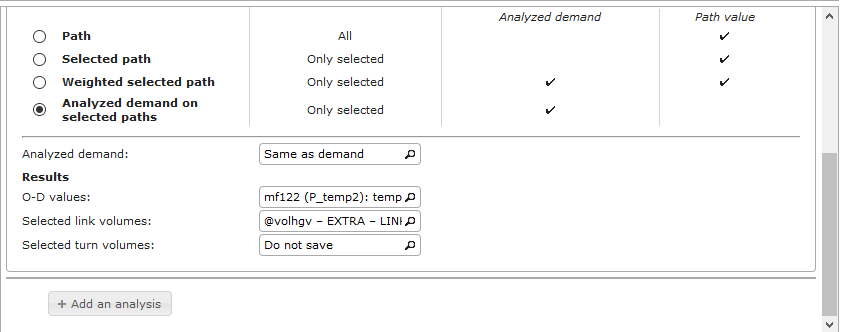 Analyzed demand Path value
Path All ✓
Selected path Only selected ✓
Weighted selected path Only selected ✓ ✓
Analyzed demand on
selected paths Only selected ✓
Analyzed demand: Same as demand
Results
O-D values: mf122 (P_temp2): temp
Selected link volumes: @volhgv – EXTRA – LINK
Selected turn volumes: Do not save
+ Add an analysis